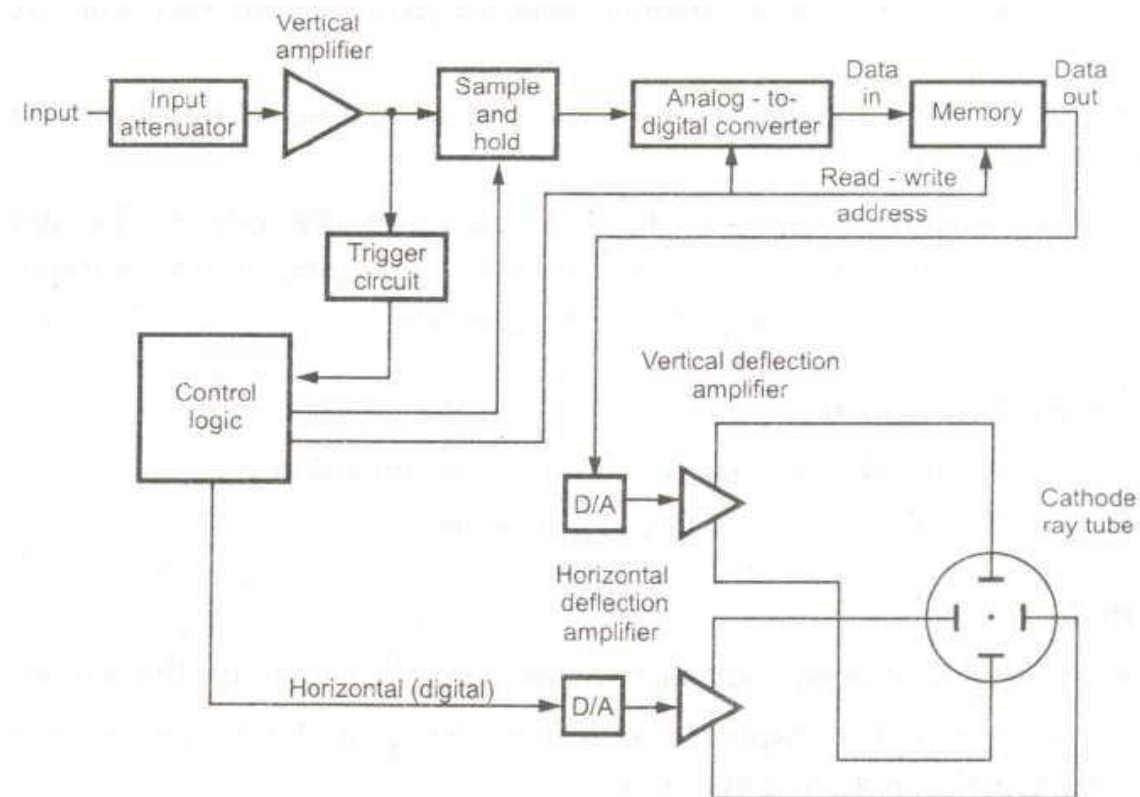 Vertical
amplifier
Input
Input
attenuator
Sample
and
hold
Analog - to-
digital converter
Data
in
Memory
Data
out
Read - write
address
Trigger
circuit
Control
logic
Vertical deflection
amplifier
D/A
Cathode
ray tube
Horizontal
deflection
amplifier
Horizontal (digital)
D/A